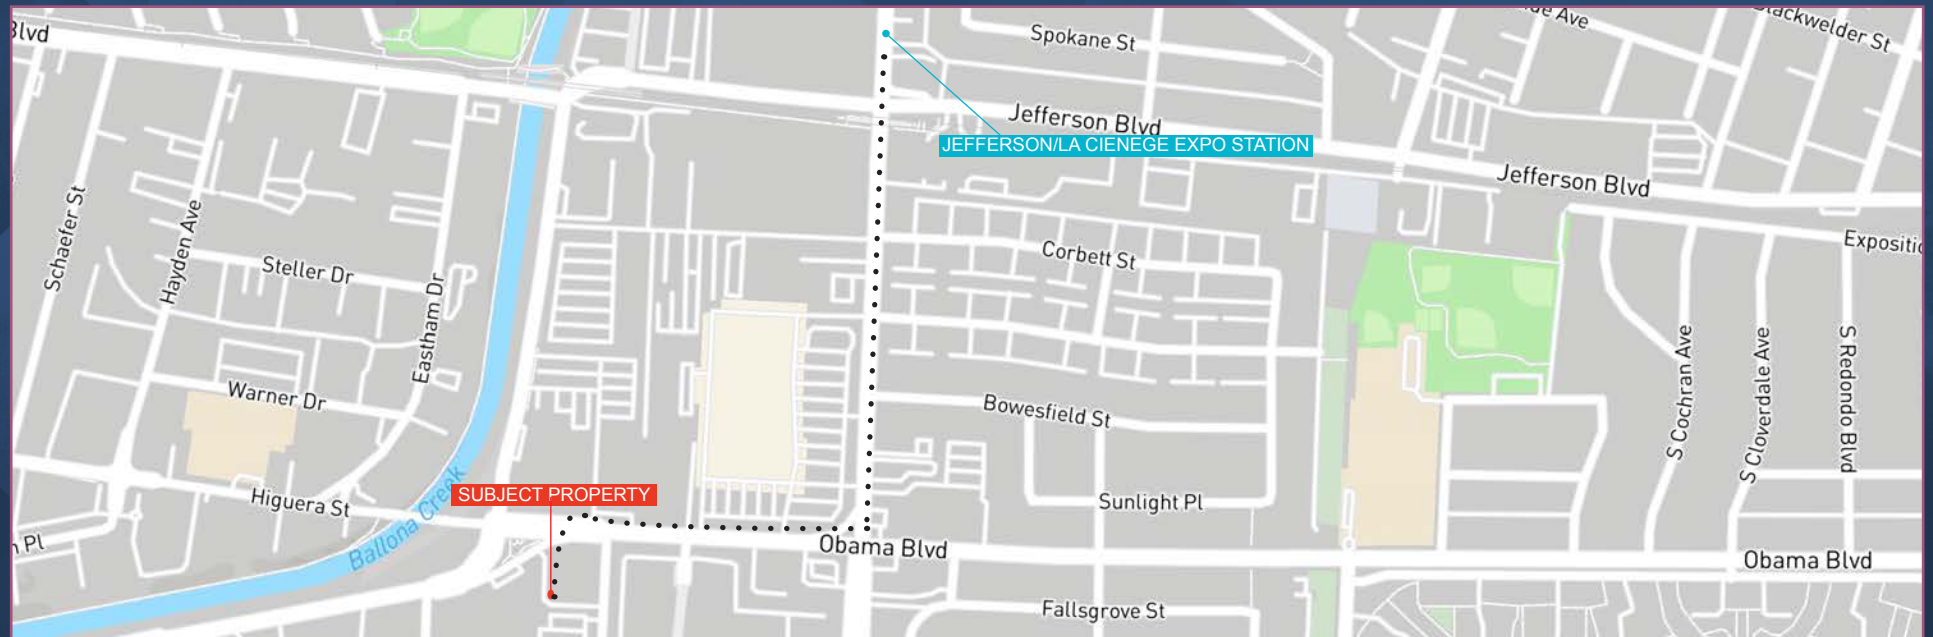 Blvd
Spokane St
ue Ave
Blackwelder St
Jefferson Blvd
JEFFERSON/LA CIENEGE EXPO STATION
Jefferson Blvd
Schaefer St
Hayden Ave
Steller Dr
Eastham Dr
Corbett St
Expositi
Warner Dr
Bowesfield St
S Cochran Ave
S Cloverdale Ave
S Redondo Blvd
Higuera St
Ballona Creek
SUBJECT PROPERTY
Sunlight Pl
Pl
Obama Blvd
Obama Blvd
Fallsgrove St